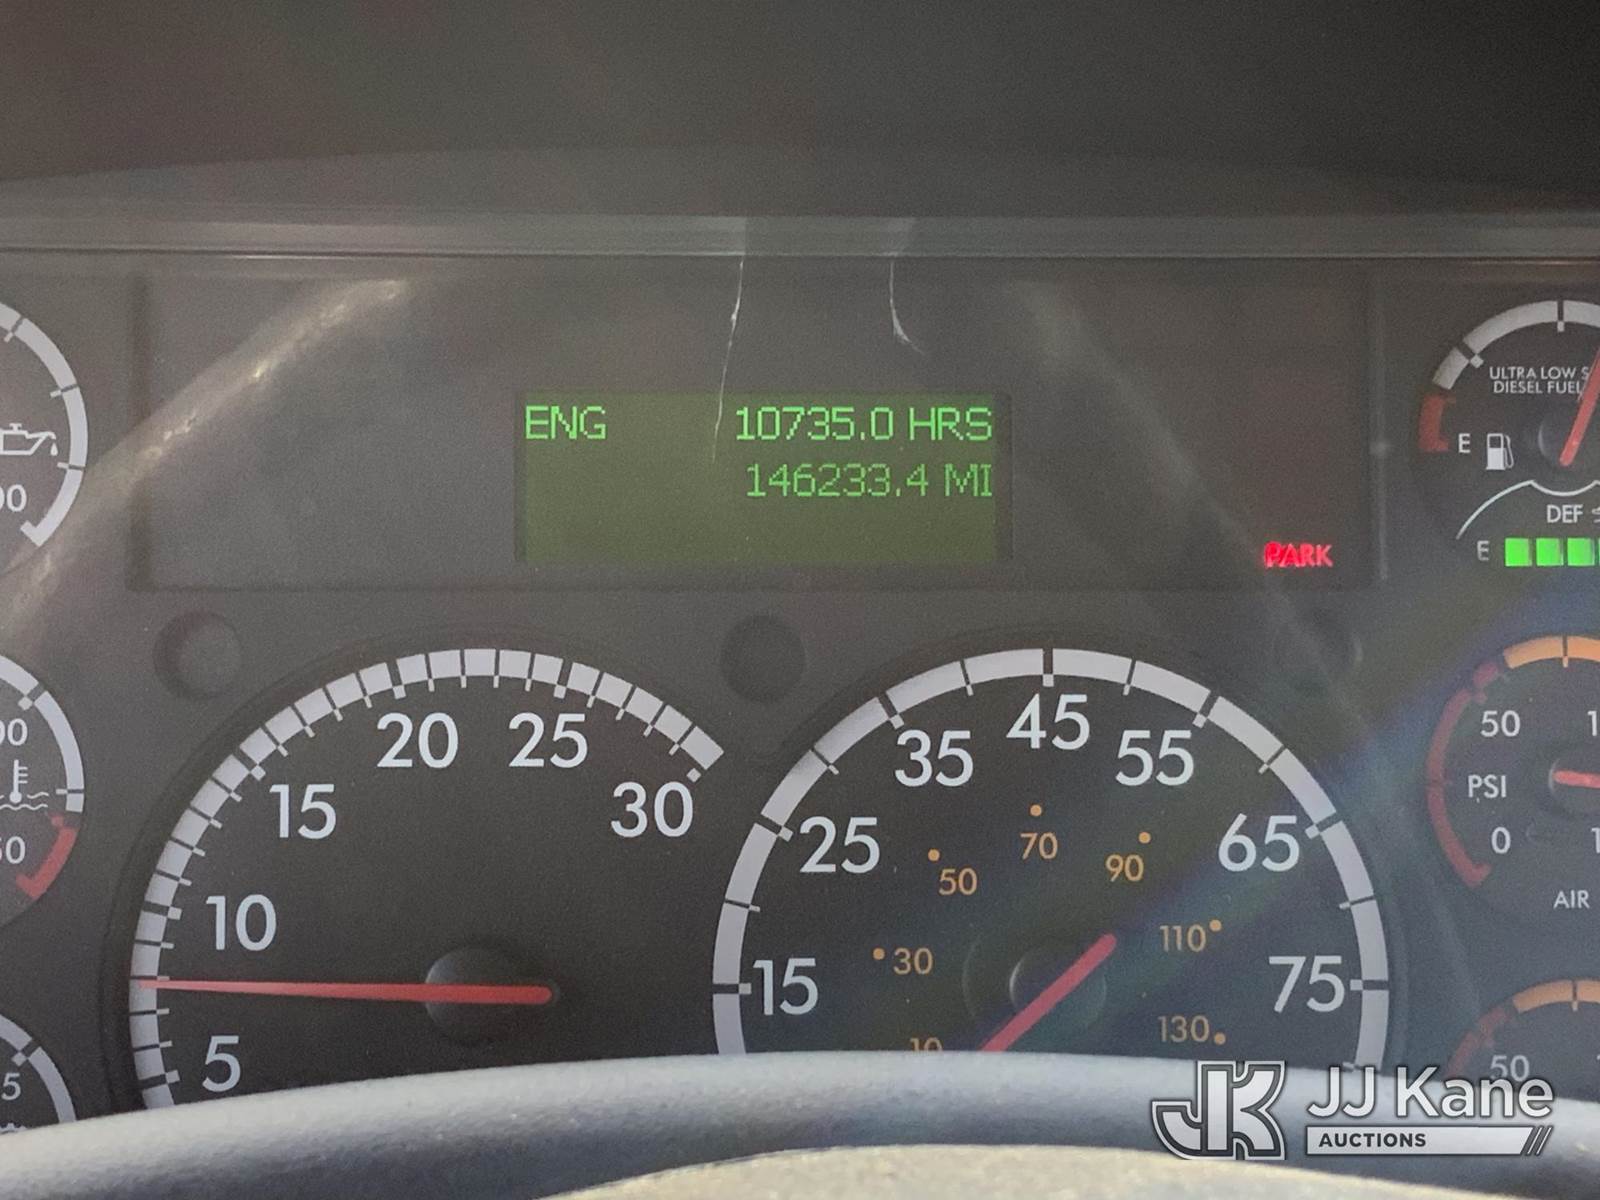 ENG 10735.0 HRS
146233.4 MI
PARK
ULTRA LOW S
DIESEL FUEL
E
DEF
E
5 10 15 20 25 30
15 25 35 45 55 65 75
10 30 50 70 90 110 130
50
PSI
0
AIR
50
JJ Kane
AUCTIONS